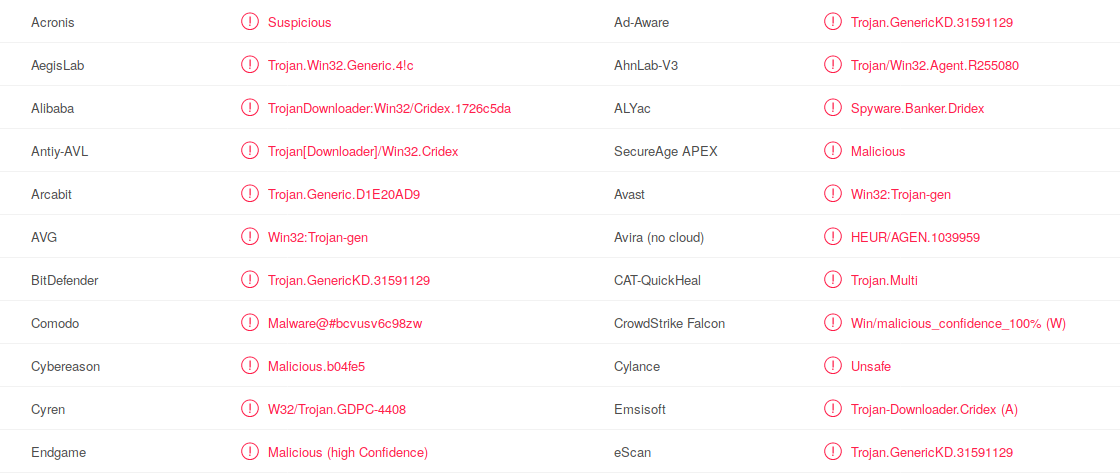 Acronis Suspicious Ad-Aware Trojan.GenericKD.31591129
AegisLab Trojan.Win32.Generic.4!c AhnLab-V3 Trojan/Win32.Agent.R255080
Alibaba TrojanDownloader:Win32/Cridex.1726c5da ALYac Spyware.Banker.Dridex
Antiy-AVL Trojan[Downloader]/Win32.Cridex SecureAge APEX Malicious
Arcabit Trojan.Generic.D1E20AD9 Avast Win32:Trojan-gen
AVG Win32:Trojan-gen Avira (no cloud) HEUR/AGEN.1039959
BitDefender Trojan.GenericKD.31591129 CAT-QuickHeal Trojan.Multi
Comodo Malware@#bcvusv6c98zw CrowdStrike Falcon Win/malicious_confidence_100% (W)
Cybereason Malicious.b04fe5 Cylance Unsafe
Cyren W32/Trojan.GDPC-4408 Emsisoft Trojan-Downloader.Cridex (A)
Endgame Malicious (high Confidence) eScan Trojan.GenericKD.31591129